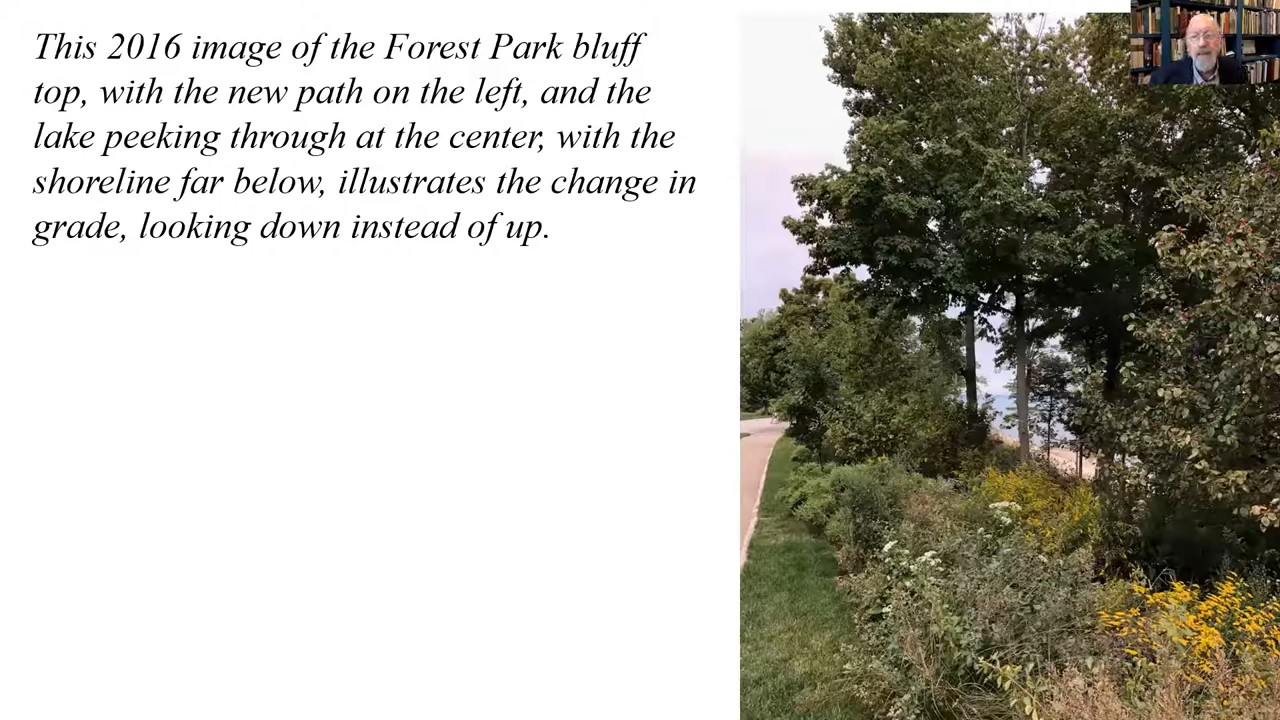 This 2016 image of the Forest Park bluff
top, with the new path on the left, and the
lake peeking through at the center, with the
shoreline far below, illustrates the change in
grade, looking down instead of up.